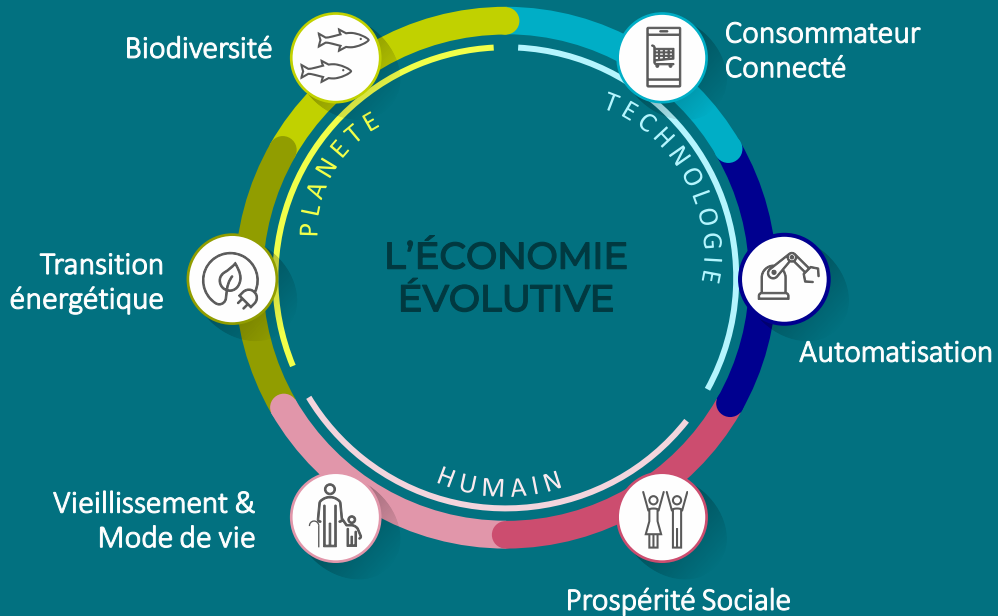 Biodiversité
Consommateur
Connecté
PLANETE
TECHNOLOGIE
L'ÉCONOMIE
ÉVOLUTIVE
Transition
énergétique
Automatisation
HUMAIN
Vieillissement &
Mode de vie
Prospérité Sociale